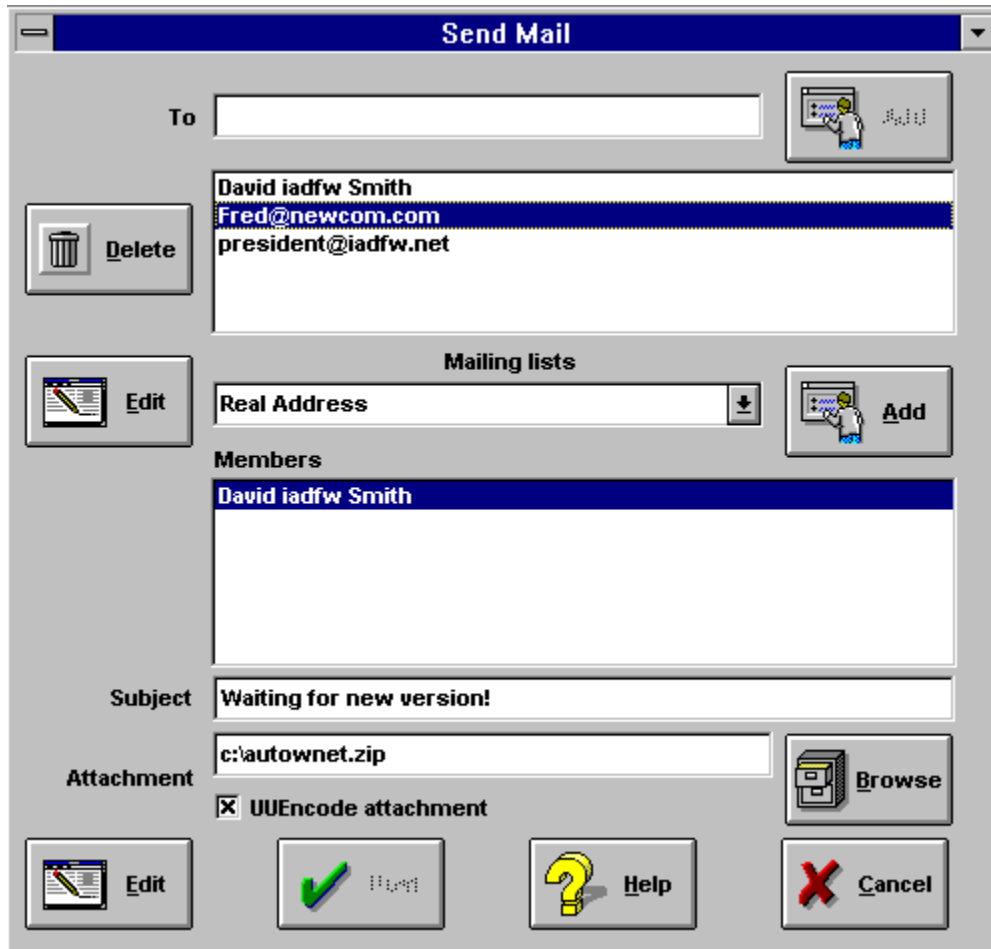 Send Mail
To
Add
David iadfw Smith
Fred@newcom.com
president@iadfw.net
Delete
Mailing lists
Edit
Real Address
Add
Members
David iadfw Smith
Subject
Waiting for new version!
c:\autownet.zip
Attachment
Browse
UUEncode attachment
Edit
Help
Cancel